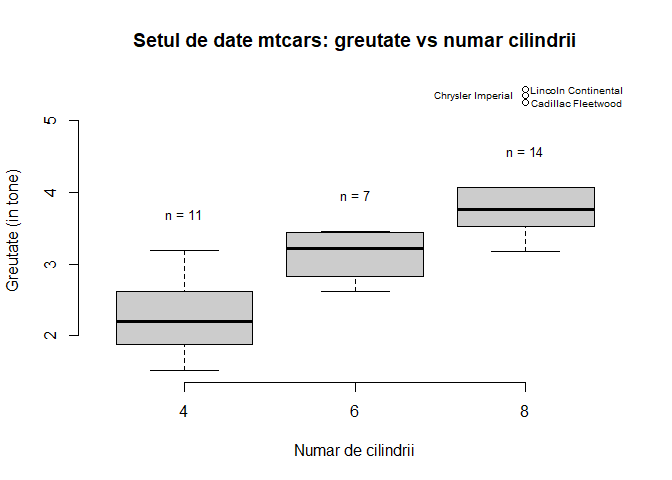 Setul de date mtcars: greutate vs numar cilindrii
Lincoln Continental
Chrysler Imperial
Cadillac Fleetwood
5
n = 14
4
n = 7
n = 11
3
2
Greutate (in tone)
4 6 8
Numar de cilindrii